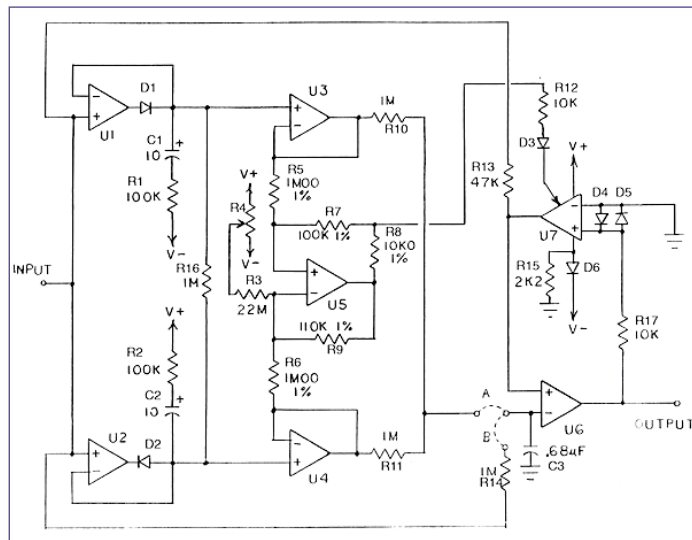 U1
D1
C1
10
+
R1
100K
V-
INPUT
V+
R2
100K
C2
10
+
U2
D2
R16
1M
U3
1M
R10
R5
1M00
1%
V+
R4
V-
R7
100K 1%
R8
10K0
1%
R3
22M
U5
110K 1%
R9
R6
1M00
1%
U4
1M
R11
R12
10K
D3
R13
47K
V+
D4
D5
U7
R15
2K2
D6
V-
R17
10K
A
B
U6
OUTPUT
.68uF
C3
1M
R14